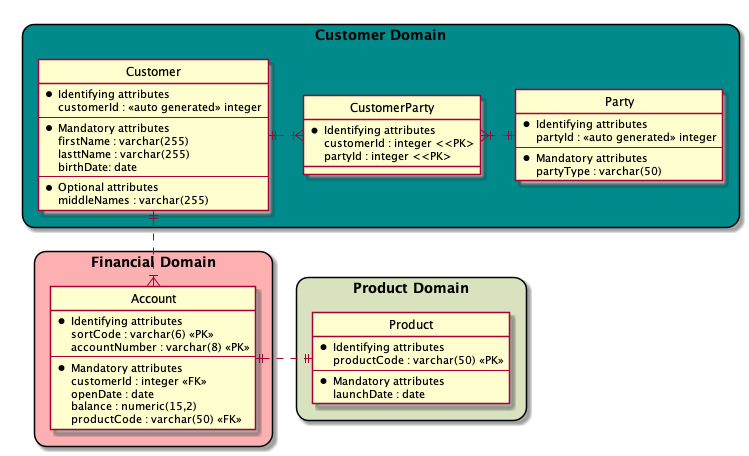 Customer Domain
Customer
Identifying attributes
customerId : «auto generated» integer
Mandatory attributes
firstName : varchar(255)
lasttName : varchar(255)
birthDate: date
Optional attributes
middleNames : varchar(255)
CustomerParty
Identifying attributes
customerId : integer <<PK>
partyId : integer <<PK>
Party
Identifying attributes
partyId : «auto generated» integer
Mandatory attributes
partyType : varchar(50)
Financial Domain
Account
Identifying attributes
sortCode : varchar(6) «PK»
accountNumber : varchar(8) «PK»
Mandatory attributes
customerId : integer «FK»
openDate : date
balance : numeric(15,2)
productCode : varchar(50) «FK»
Product Domain
Product
Identifying attributes
productCode : varchar(50) «PK»
Mandatory attributes
launchDate : date